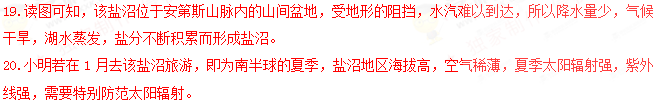 19.读图可知，该盐沼位于安第斯山脉内的山间盆地，受地形的阻挡，水汽难以到达，所以降水量少，气候
干旱，湖水蒸发，盐分不断积累而形成盐沼。
20.小明若在 1 月去该盐沼旅游，即为南半球的夏季，盐沼地区海拔高，空气稀薄，夏季太阳辐射强，紫外
线强，需要特别防范太阳辐射。